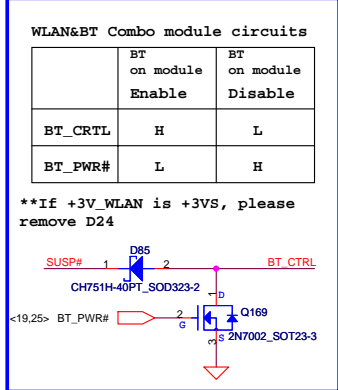 WLAN&BT Combo module circuits
BT on module Enable
BT on module Disable
BT_CRTL H L
BT_PWR# L H
**If +3V_WLAN is +3VS, please
remove D24
D85
SUSP# 1 2 BT_CTRL
CH751H-40PT_SOD323-2
1 D
Q169
<19,25> BT_PWR# 2 G
S
2N7002_SOT23-3
3